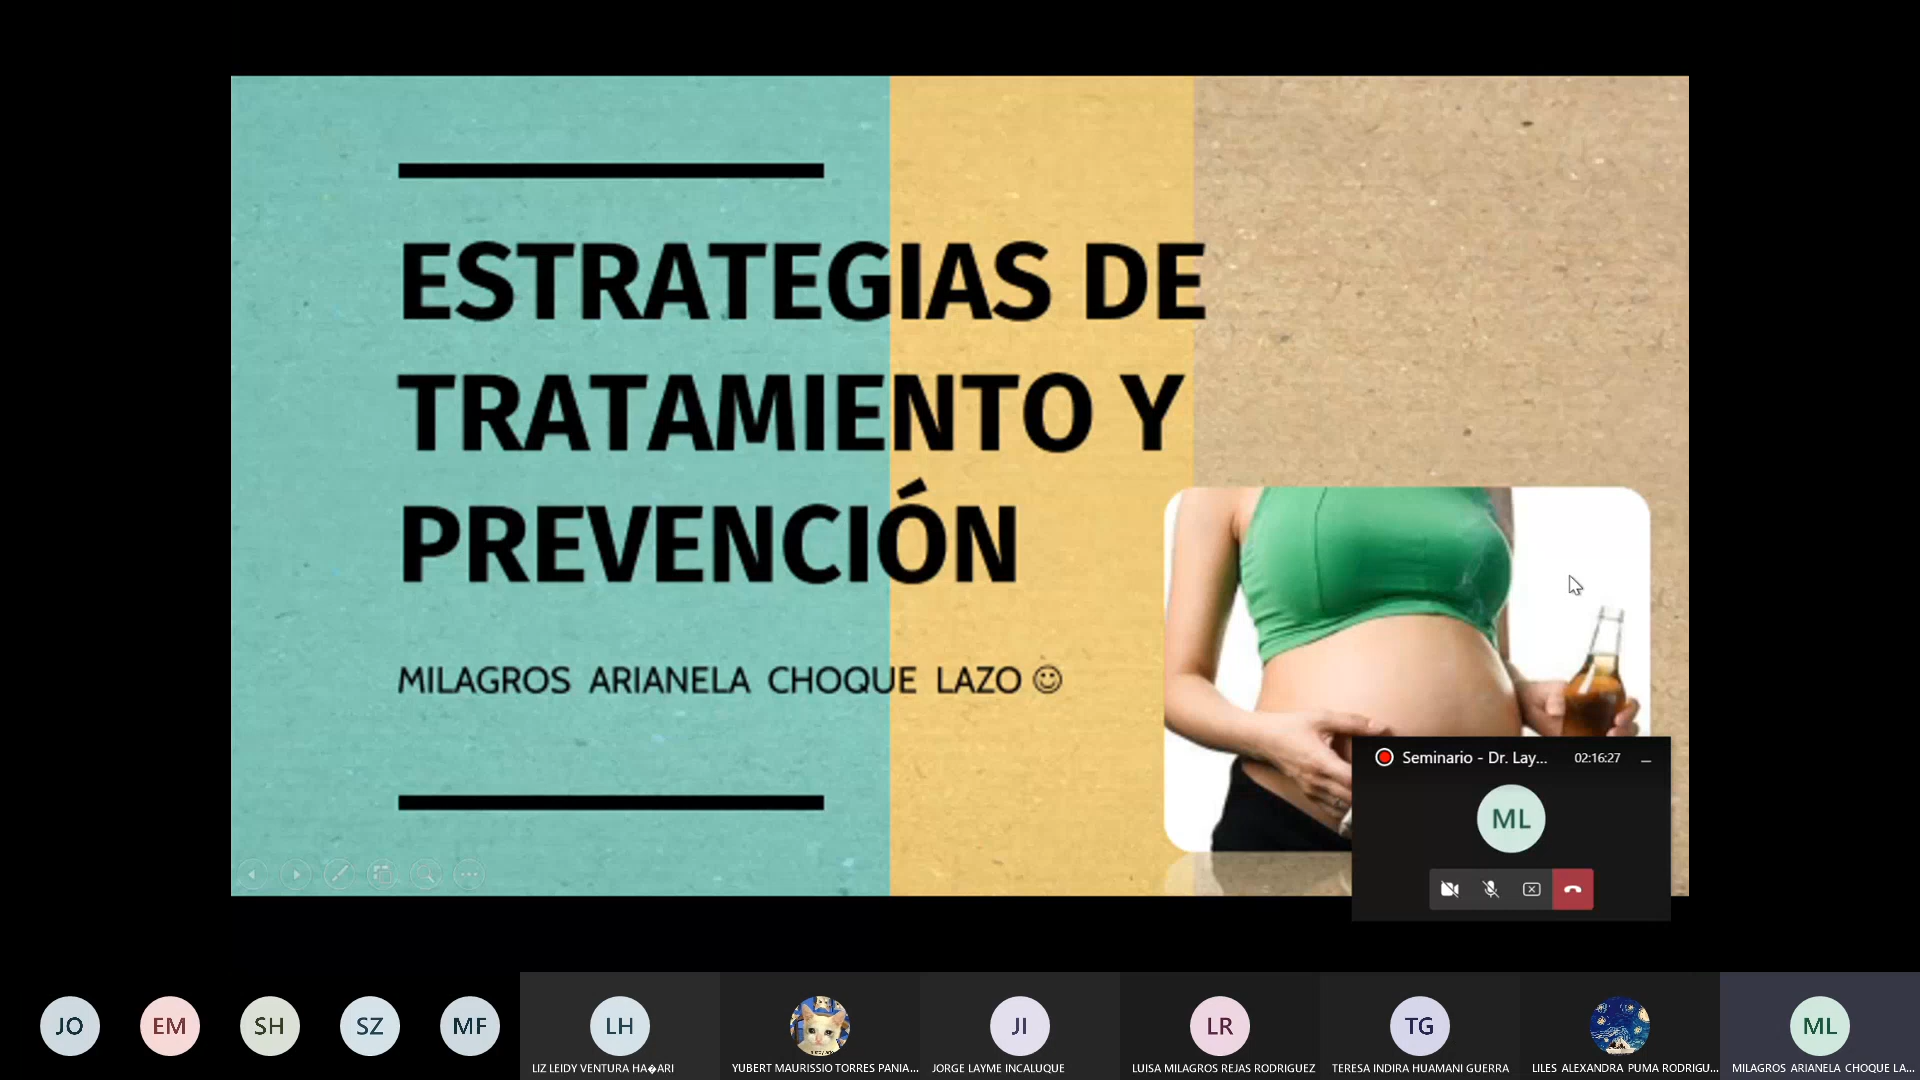 ESTRATEGIAS DE
TRATAMIENTO Y
PREVENCIÓN
MILAGROS ARIANELA CHOQUE LAZO ☺
Seminario - Dr. Lay... 02:16:27
ML
JO
EM
SH
SZ
MF
LH
LIZ LEIDY VENTURA HA�ARI
YUBERT MAURISSIO TORRES PANIA...
JI
JORGE LAYME INCALUQUE
LR
LUISA MILAGROS REJAS RODRIGUEZ
TG
TERESA INDIRA HUAMANI GUERRA
LILES ALEXANDRA PUMA RODRIGU...
ML
MILAGROS ARIANELA CHOQUE LA...